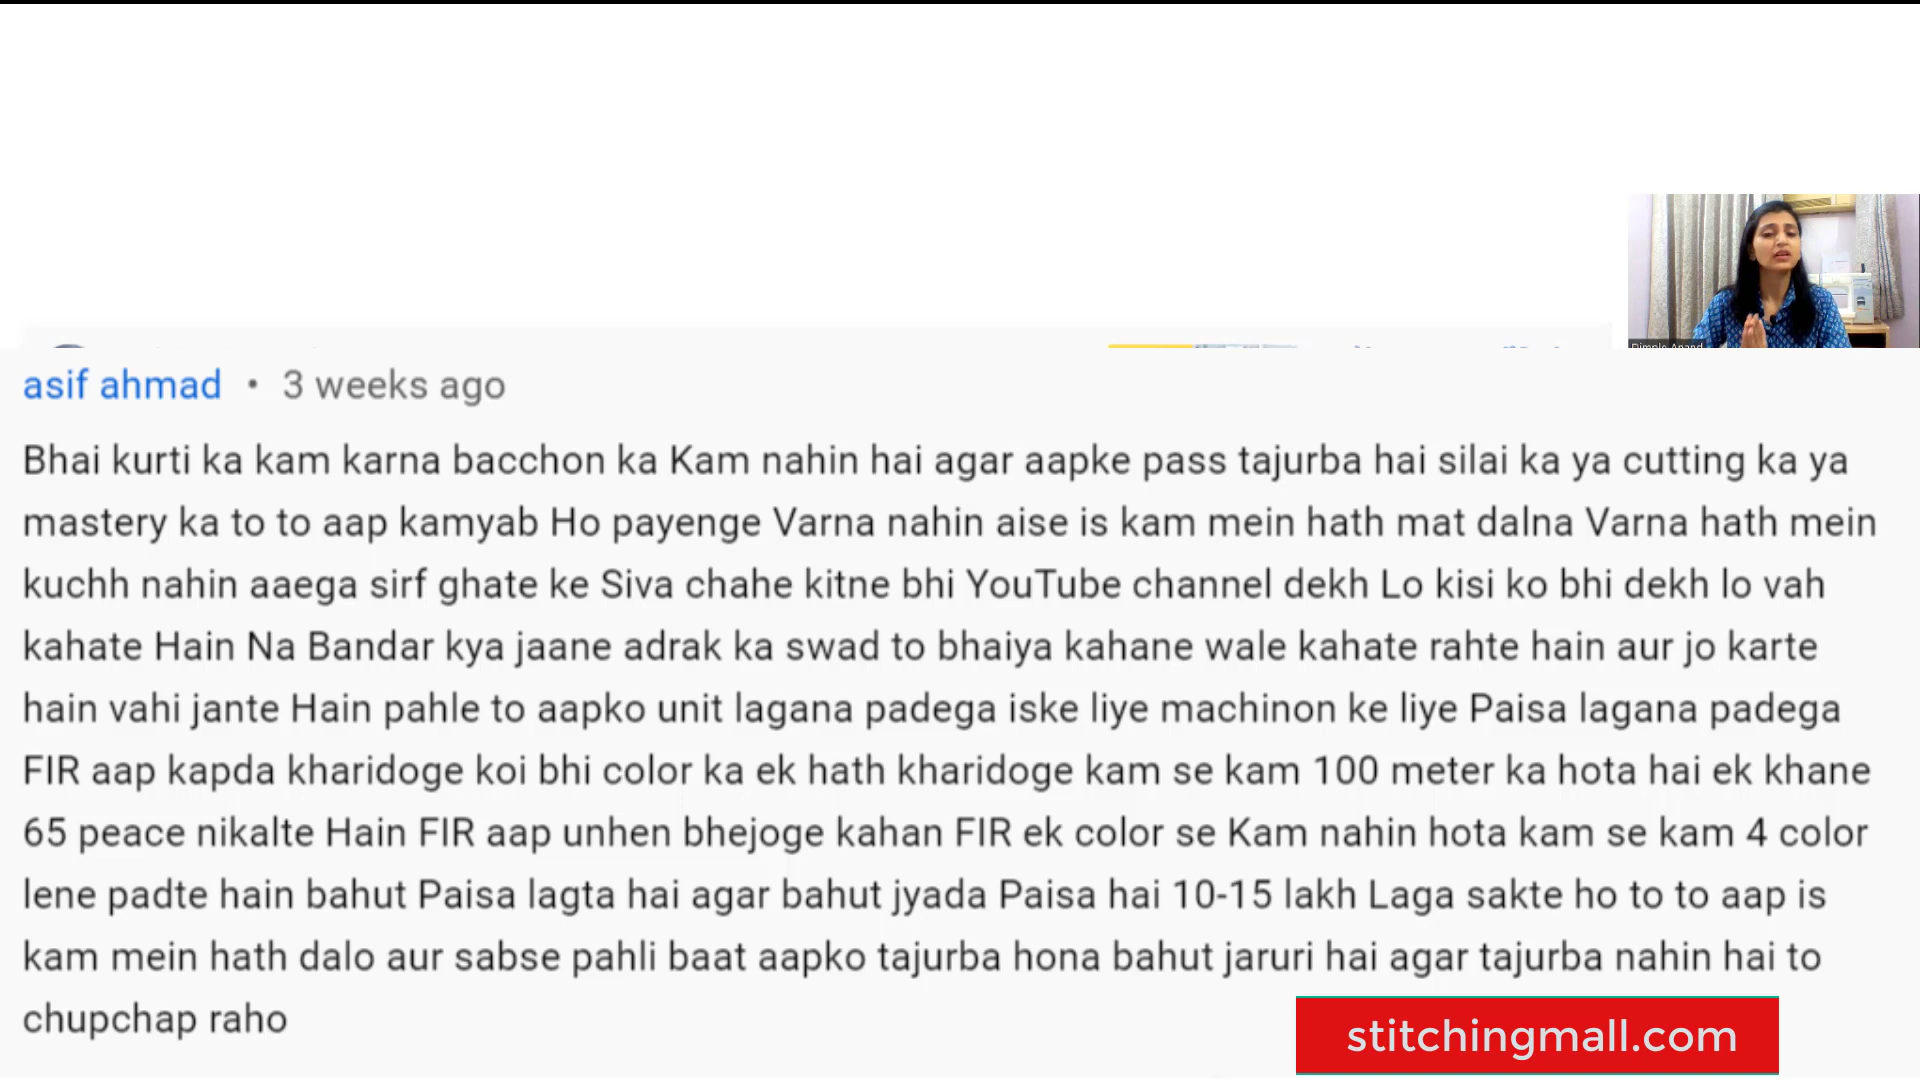 Dimple Anand
asif ahmad • 3 weeks ago
Bhai kurti ka kam karna bacchon ka Kam nahin hai agar aapke pass tajurba hai silai ka ya cutting ka ya
mastery ka to to aap kamyab Ho payenge Varna nahin aise is kam mein hath mat dalna Varna hath mein
kuchh nahin aaega sirf ghate ke Siva chahe kitne bhi YouTube channel dekh Lo kisi ko bhi dekh lo vah
kahate Hain Na Bandar kya jaane adrak ka swad to bhaiya kahane wale kahate rahte hain aur jo karte
hain vahi jante Hain pahle to aapko unit lagana padega iske liye machinon ke liye Paisa lagana padega
FIR aap kapda kharidoge koi bhi color ka ek hath kharidoge kam se kam 100 meter ka hota hai ek khane
65 peace nikalte Hain FIR aap unhen bhejoge kahan FIR ek color se Kam nahin hota kam se kam 4 color
lene padte hain bahut Paisa lagta hai agar bahut jyada Paisa hai 10-15 lakh Laga sakte ho to to aap is
kam mein hath dalo aur sabse pahli baat aapko tajurba hona bahut jaruri hai agar tajurba nahin hai to
chupchap raho
stitchingmall.com